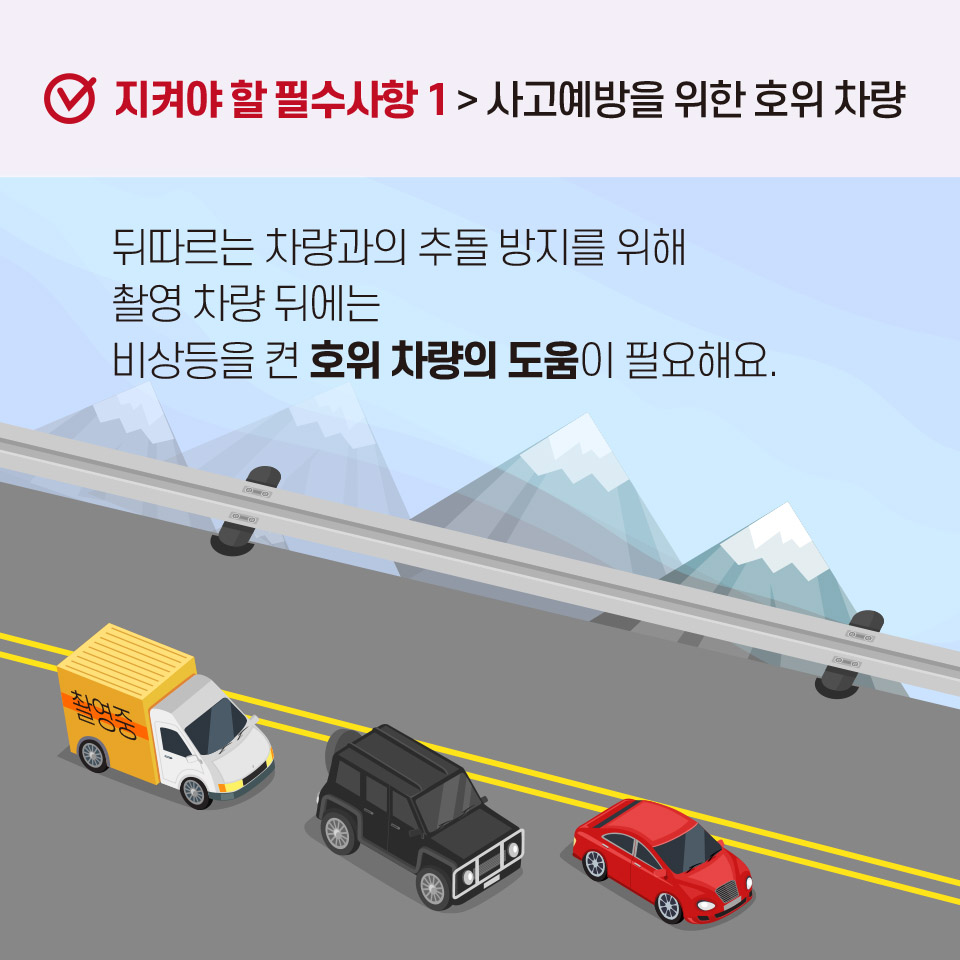 지켜야 할 필수사항 1 > 사고예방을 위한 호위 차량
뒤따르는 차량과의 추돌 방지를 위해
촬영 차량 뒤에는
비상등을 켠 호위 차량의 도움이 필요해요.
촬영중